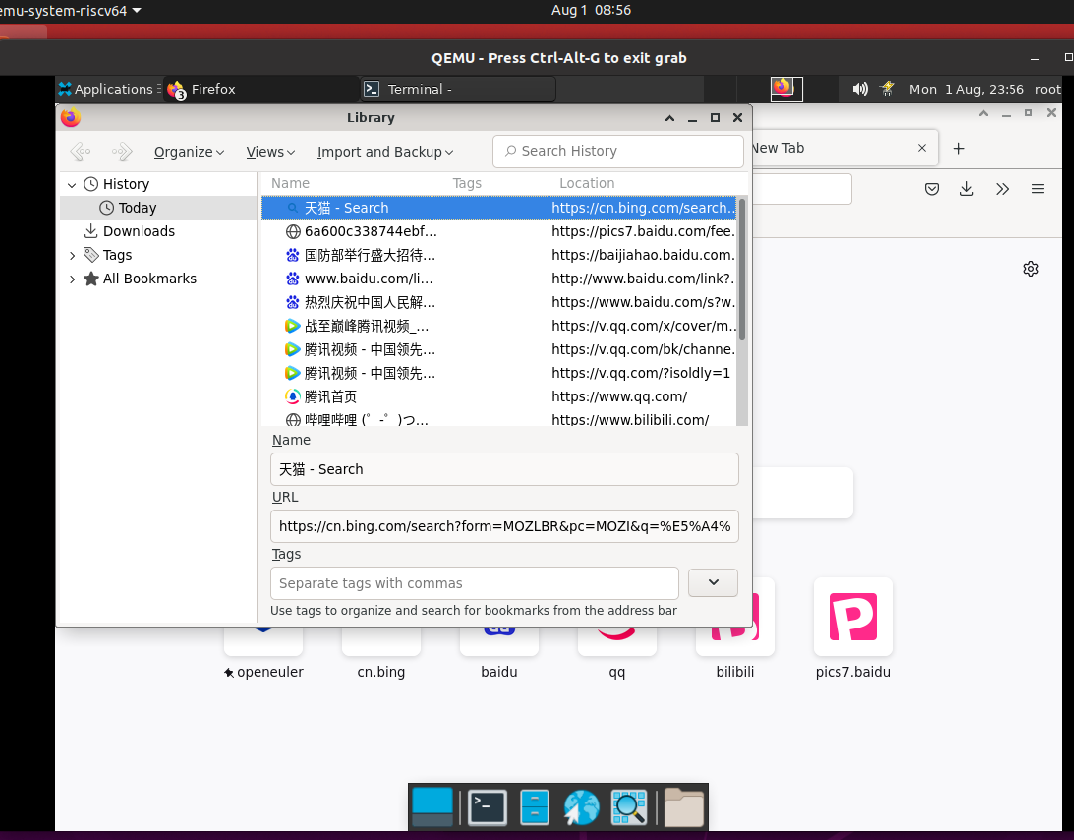 emu-system-riscv64
Aug 1 08:56
QEMU - Press Ctrl-Alt-G to exit grab
Applications
3 Firefox
Terminal -
Mon 1 Aug, 23:56 root
Library
New Tab
Organize Views Import and Backup
Search History
History
Today
Downloads
Tags
All Bookmarks
Name Tags Location
天猫 - Search https://cn.bing.com/search...
6a600c338744ebf... https://pics7.baidu.com/fee...
国防部举行盛大招待... https://baijiahao.baidu.com...
www.baidu.com/li... http://www.baidu.com/link?...
热烈庆祝中国人民解... https://www.baidu.com/s?w...
战至巅峰腾讯视频_... https://v.qq.com/x/cover/m...
腾讯视频 - 中国领先... https://v.qq.com/bk/channe...
腾讯视频 - 中国领先... https://v.qq.com/?isoldly=1
腾讯首页 https://www.qq.com/
哔哩哔哩 (゜-゜)つ... https://www.bilibili.com/
Name
天猫 - Search
URL
https://cn.bing.com/search?form=MOZLBR&pc=MOZI&q=%E5%A4%
Tags
Separate tags with commas
Use tags to organize and search for bookmarks from the address bar
openeuler
cn.bing
baidu
qq
bilibili
pics7.baidu